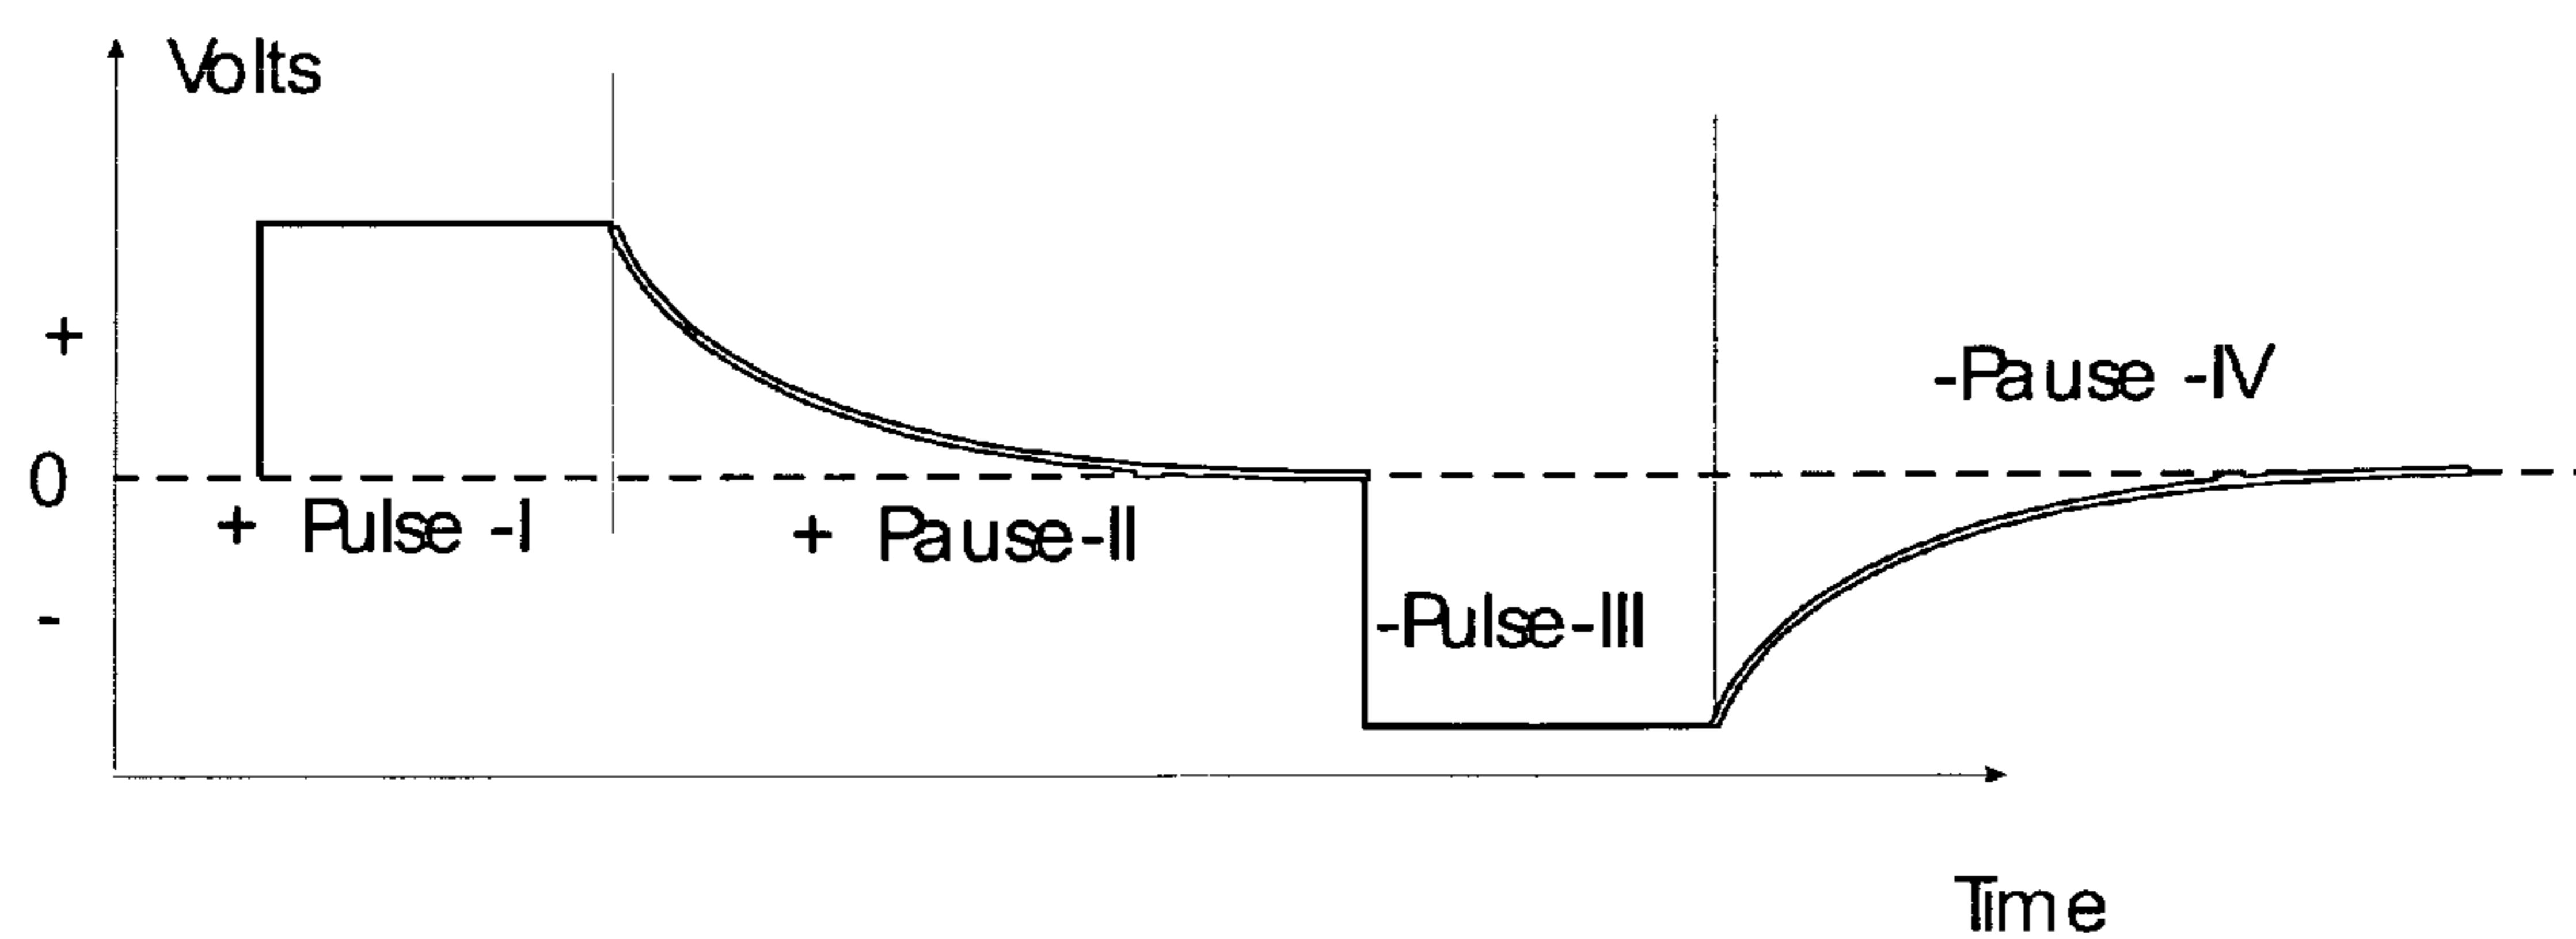 Volts
+
-Pause -IV
0
+ Pulse -I
+ Pause-II
-Pulse-III
-
Time